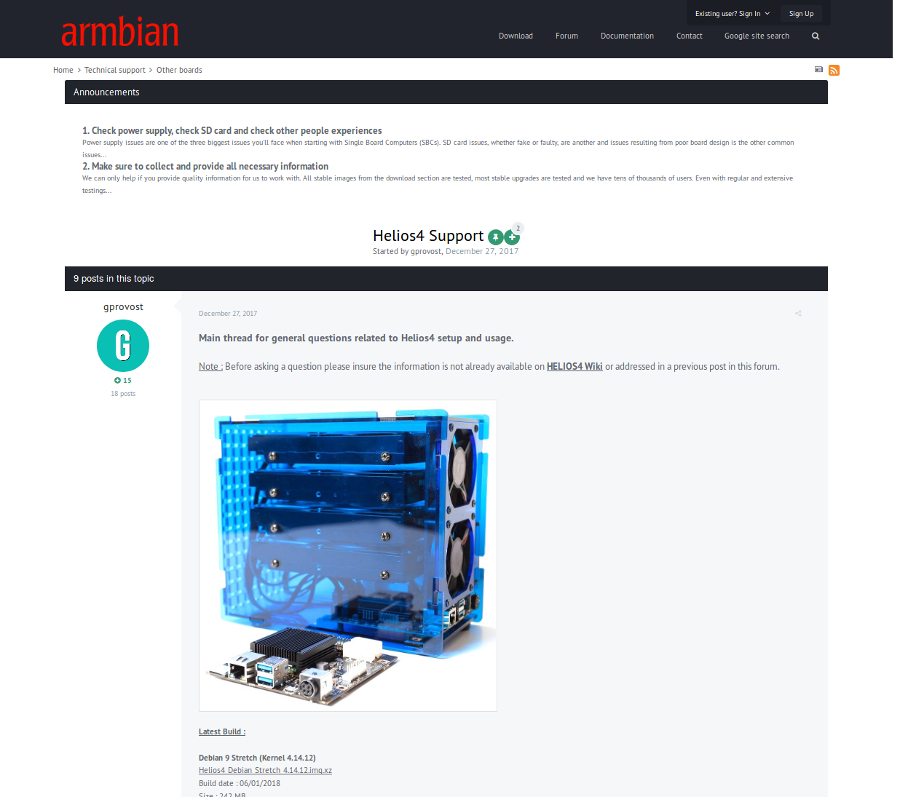 Existing user? Sign In
Sign Up
armbian
Download Forum Documentation Contact Google site search
Home > Technical support > Other boards
Announcements
1. Check power supply, check SD card and check other people experiences
Power supply issues are one of the three biggest issues you'll face when starting with Single Board Computers (SBCs). SD card issues, whether fake or faulty, are another and issues resulting from poor board design is the other common
issues...
2. Make sure to collect and provide all necessary information
We can only help if you provide quality information for us to work with. All stable images from the download section are tested, most stable upgrades are tested and we have tens of thousands of users. Even with regular and extensive
testings...
Helios4 Support
2
Started by gprovost, December 27, 2017
9 posts in this topic
gprovost
G
15
18 posts
December 27, 2017
Main thread for general questions related to Helios4 setup and usage.
Note : Before asking a question please insure the information is not already available on HELIOS4 Wiki or addressed in a previous post in this forum.
Latest Build :
Debian 9 Stretch (Kernel 4.14.12)
Helios4_Debian_Stretch_4.14.12.img.xz
Build date : 06/01/2018
Size : 242 MB